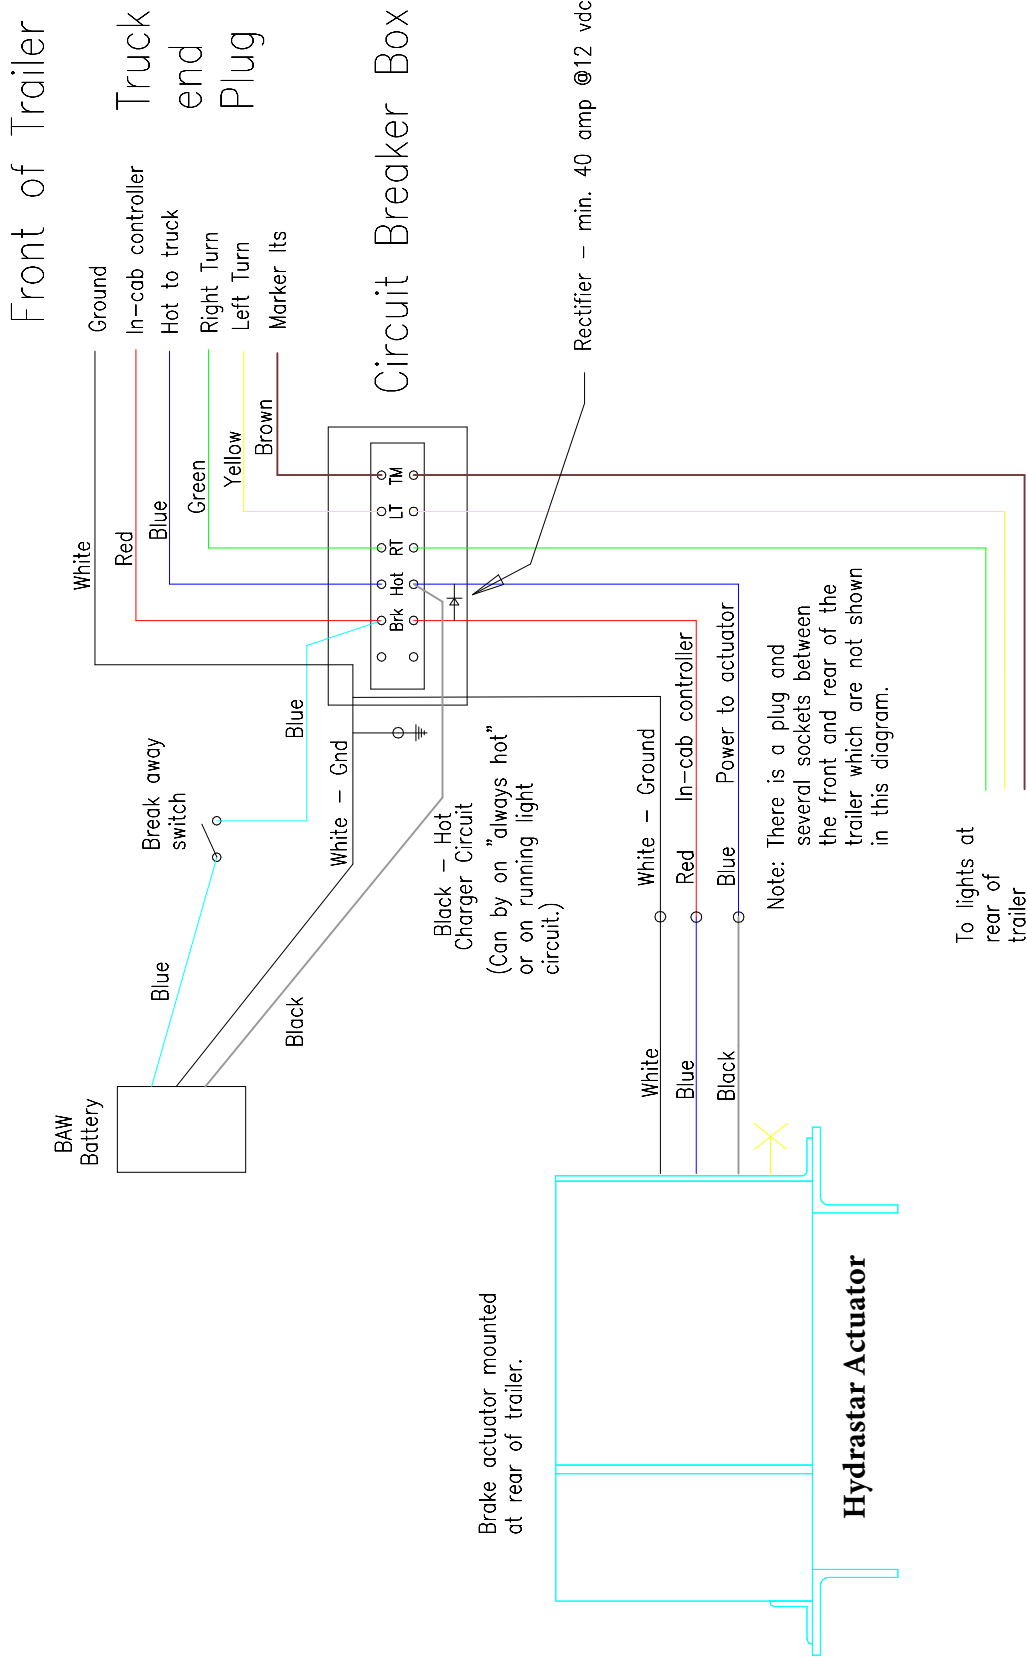 Front of Trailer
Truck
end
Plug
Ground
In-cab controller
Hot to truck
Right Turn
Left Turn
Marker lts
White
Red
Blue
Green
Yellow
Brown
Circuit Breaker Box
Rectifier - min. 40 amp @12 vdc
Brk
Hot
RT
LT
TM
Break away
switch
Blue
Blue
BAW
Battery
White - Gnd
Black
Black - Hot
Charger Circuit
(Can by on "always hot"
or on running light
circuit.)
White - Ground
Red
In-cab controller
Blue
Power to actuator
White
Blue
Black
Note: There is a plug and
several sockets between
the front and rear of the
trailer which are not shown
in this diagram.
To lights at
rear of
trailer
Brake actuator mounted
at rear of trailer.
Hydrastar Actuator